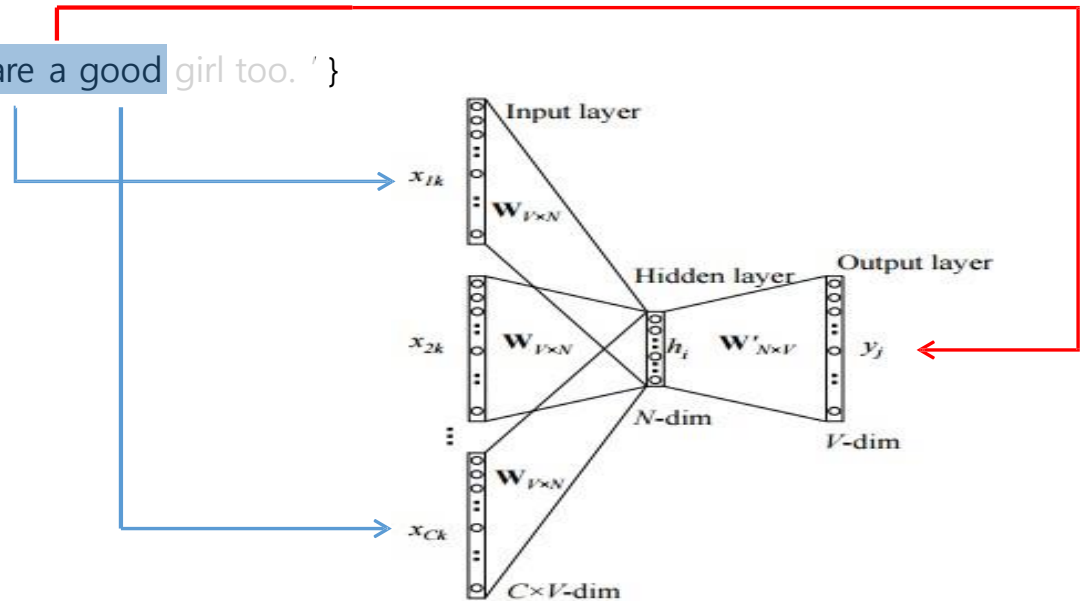 are a good girl too. ' }
Input layer
x1k
WV×N
Hidden layer
Output layer
x2k
WV×N
hi
W'N×V
yj
N-dim
V-dim
WV×N
xCk
C×V-dim